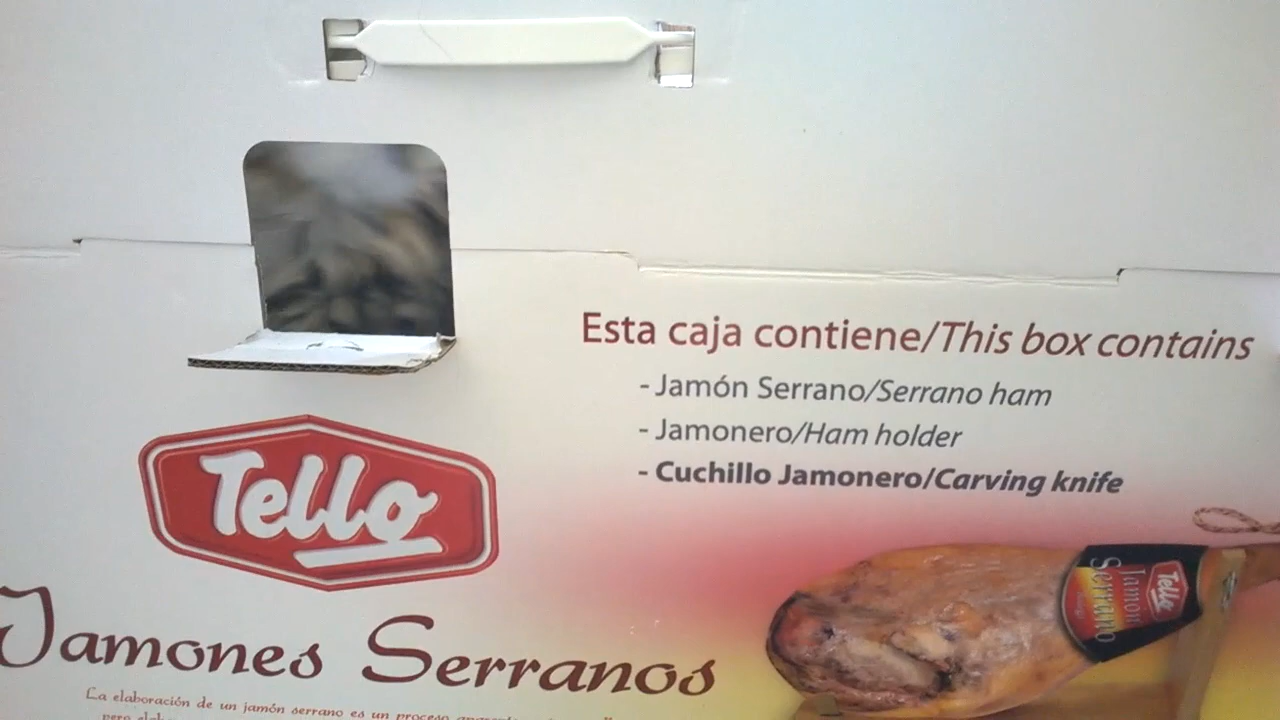 Esta caja contiene/This box contains
- Jamón Serrano/Serrano ham
- Jamonero/Ham holder
- Cuchillo Jamonero/Carving knife
Tello
Tello
Jamón
Serrano
Jamones Serranos
La elaboración de un jamón serrano es un proceso
pero